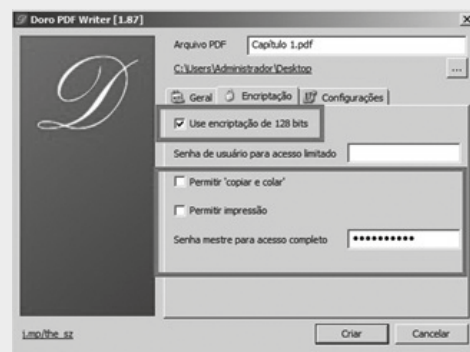 Doro PDF Writer [1.87]
Arquivo PDF Capítulo 1.pdf
C:\Users\Administrador\Desktop ...
Geral Encriptação Configurações
Use encriptação de 128 bits
Senha de usuário para acesso limitado
Permitir 'copiar e colar'
Permitir impressão
Senha mestre para acesso completo ••••••••••
i.mp/the_sz Criar Cancelar